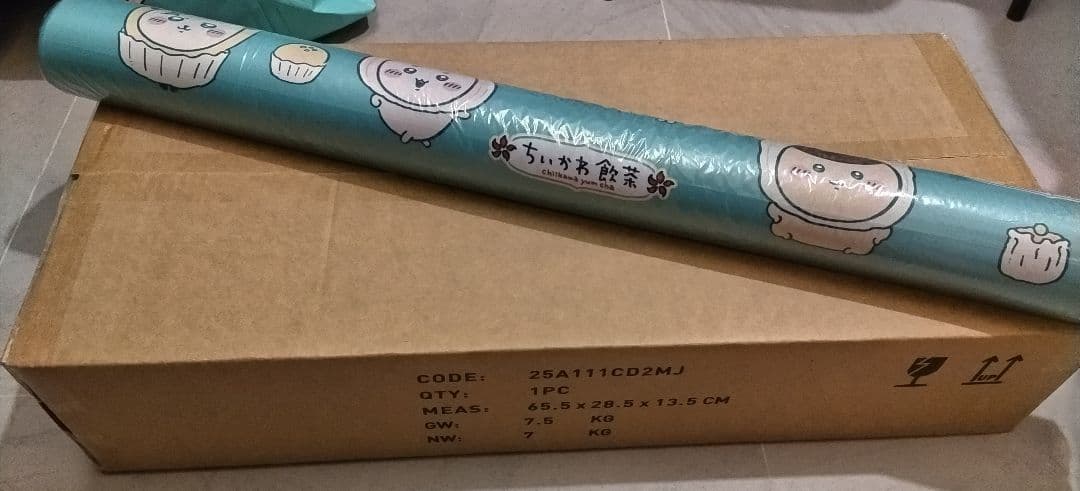 ちいかわ飲茶
chiikawa yum cha
CODE: 25A111CD2MJ
QTY: 1PC
MEAS: 65.5 x 28.5 x 13.5 CM
GW: 7.5 KG
NW: 7 KG
UP